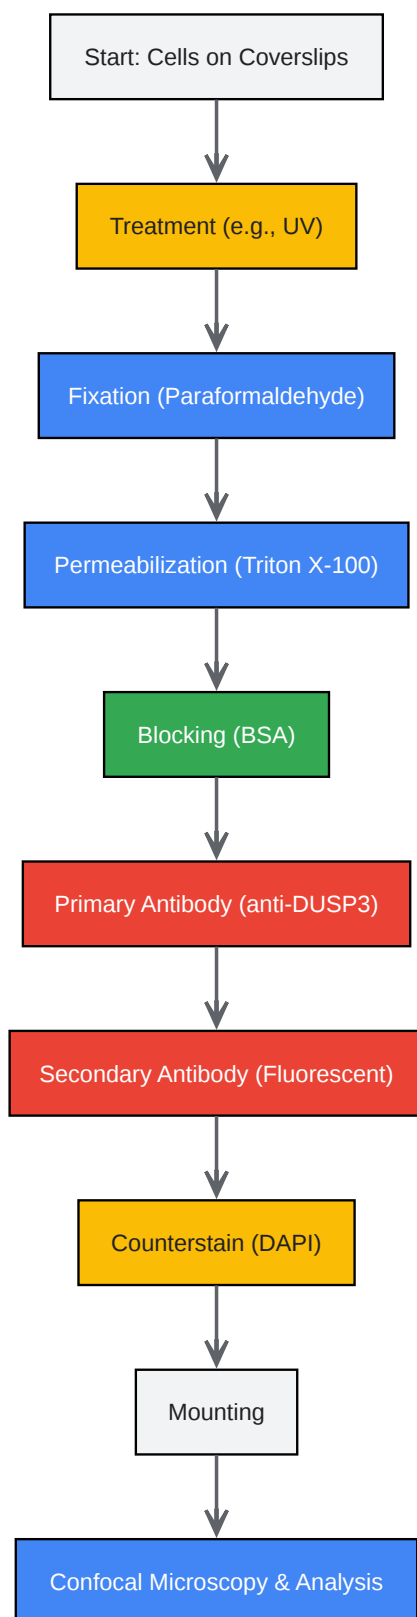 Start: Cells on Coverslips
Treatment (e.g., UV)
Fixation (Paraformaldehyde)
Permeabilization (Triton X-100)
Blocking (BSA)
Primary Antibody (anti-DUSP3)
Secondary Antibody (Fluorescent)
Counterstain (DAPI)
Mounting
Confocal Microscopy & Analysis